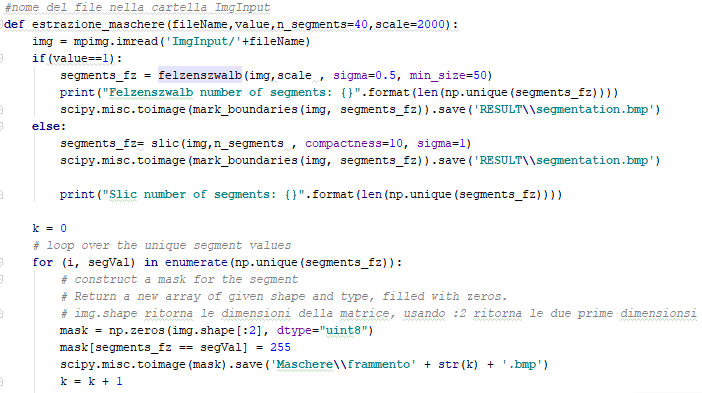 #nome del file nella cartella ImgInput
def estrazione_maschere(fileName,value,n_segments=40,scale=2000):
    img = mpimg.imread('ImgInput/'+fileName)
    if(value==1):
        segments_fz = felzenszwalb(img,scale , sigma=0.5, min_size=50)
        print("Felzenszwalb number of segments: {}".format(len(np.unique(segments_fz))))
        scipy.misc.toimage(mark_boundaries(img, segments_fz)).save('RESULT\\segmentation.bmp')
    else:
        segments_fz= slic(img,n_segments , compactness=10, sigma=1)
        scipy.misc.toimage(mark_boundaries(img, segments_fz)).save('RESULT\\segmentation.bmp')
        print("Slic number of segments: {}".format(len(np.unique(segments_fz))))
    k = 0
    # loop over the unique segment values
    for (i, segVal) in enumerate(np.unique(segments_fz)):
        # construct a mask for the segment
        # Return a new array of given shape and type, filled with zeros.
        # img.shape ritorna le dimensioni della matrice, usando :2 ritorna le due prime dimensionsi
        mask = np.zeros(img.shape[:2], dtype="uint8")
        mask[segments_fz == segVal] = 255
        scipy.misc.toimage(mask).save('Maschere\\frammento' + str(k) + '.bmp')
        k = k + 1